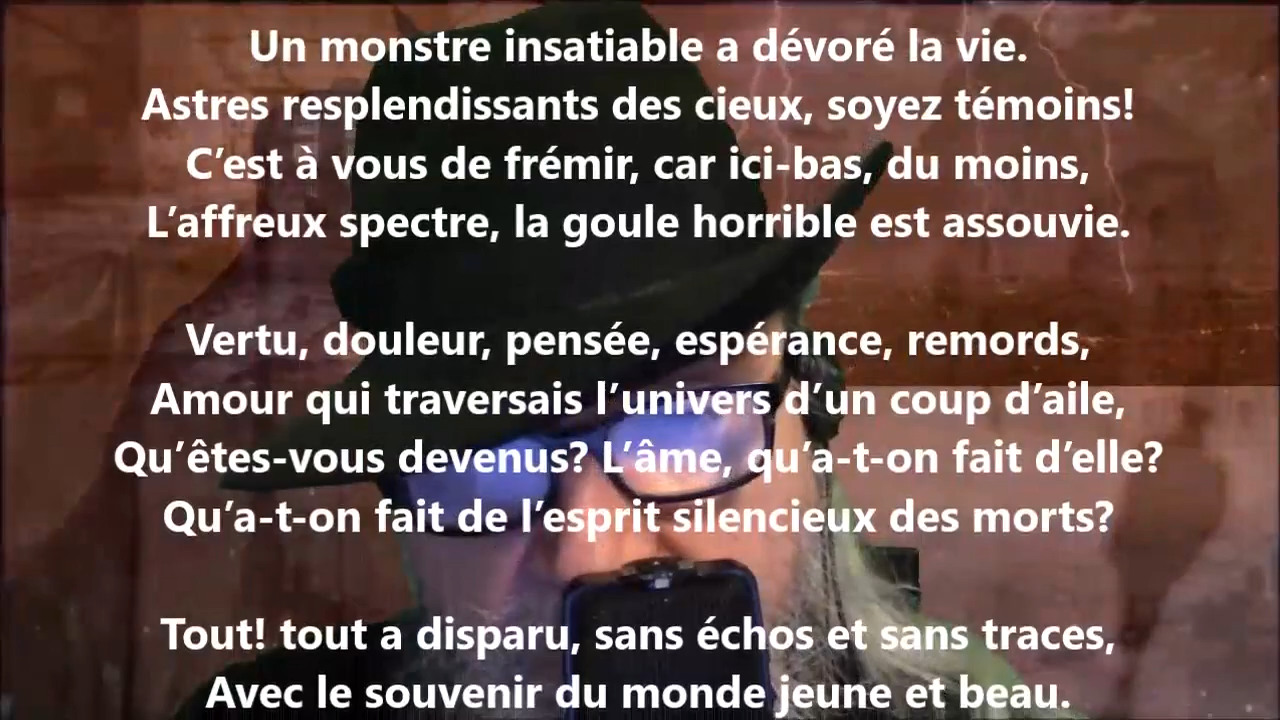 Un monstre insatiable a dévoré la vie.
Astres resplendissants des cieux, soyez témoins!
C’est à vous de frémir, car ici-bas, du moins,
L’affreux spectre, la goule horrible est assouvie.
Vertu, douleur, pensée, espérance, remords,
Amour qui traversais l’univers d’un coup d’aile,
Qu’êtes-vous devenus? L’âme, qu’a-t-on fait d’elle?
Qu’a-t-on fait de l’esprit silencieux des morts?
Tout! tout a disparu, sans échos et sans traces,
Avec le souvenir du monde jeune et beau.